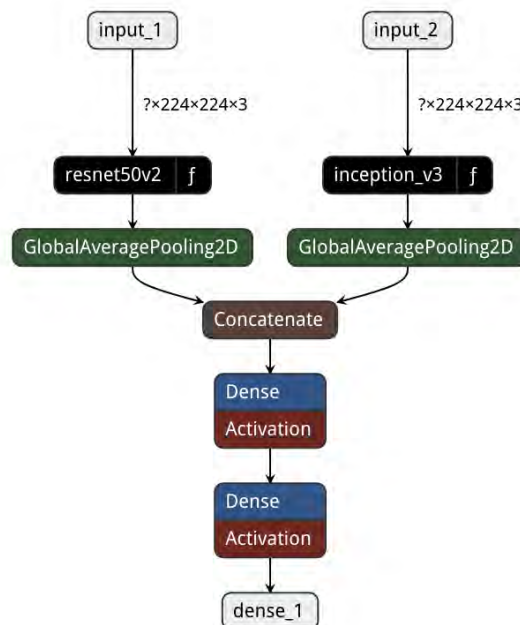 input_1
input_2
?×224×224×3
?×224×224×3
resnet50v2 ƒ
inception_v3 ƒ
GlobalAveragePooling2D
GlobalAveragePooling2D
Concatenate
Dense
Activation
Dense
Activation
dense_1